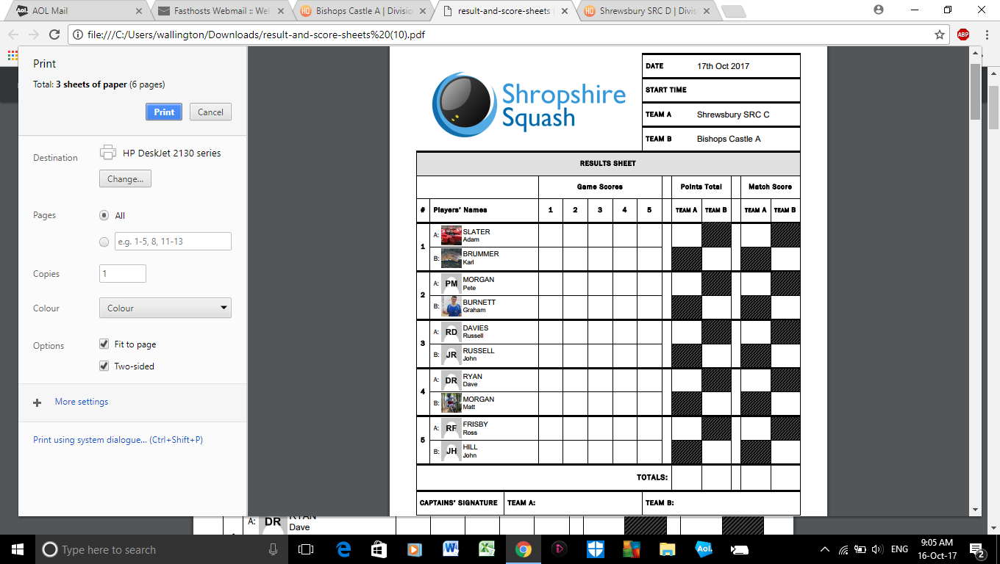 AOL Mail
Fasthosts Webmail :: Wel
Bishops Castle A | Division
result-and-score-sheets (
Shrewsbury SRC D | Divis
file:///C:/Users/wallington/Downloads/result-and-score-sheets%20(10).pdf
ABP
Print
Total: 3 sheets of paper (6 pages)
Print
Cancel
Destination
HP DeskJet 2130 series
Change...
Pages
All
e.g. 1-5, 8, 11-13
Copies
1
Colour
Colour
Options
Fit to page
Two-sided
More settings
Print using system dialogue... (Ctrl+Shift+P)
Shropshire
Squash
DATE 17th Oct 2017
START TIME
TEAM A Shrewsbury SRC C
TEAM B Bishops Castle A
RESULTS SHEET
Game Scores Points Total Match Score
# Players' Names 1 2 3 4 5 TEAM A TEAM B TEAM A TEAM B
1
A: SLATER
Adam
B: BRUMMER
Karl
2
A: PM MORGAN
Pete
B: BURNETT
Graham
3
A: RD DAVIES
Russell
B: JR RUSSELL
John
4
A: DR RYAN
Dave
B: MORGAN
Matt
5
A: RF FRISBY
Ross
B: JH HILL
John
TOTALS:
CAPTAINS' SIGNATURE TEAM A: TEAM B:
A: DR RYAN
Dave
Type here to search
Aol.
ENG
9:05 AM
16-Oct-17
2